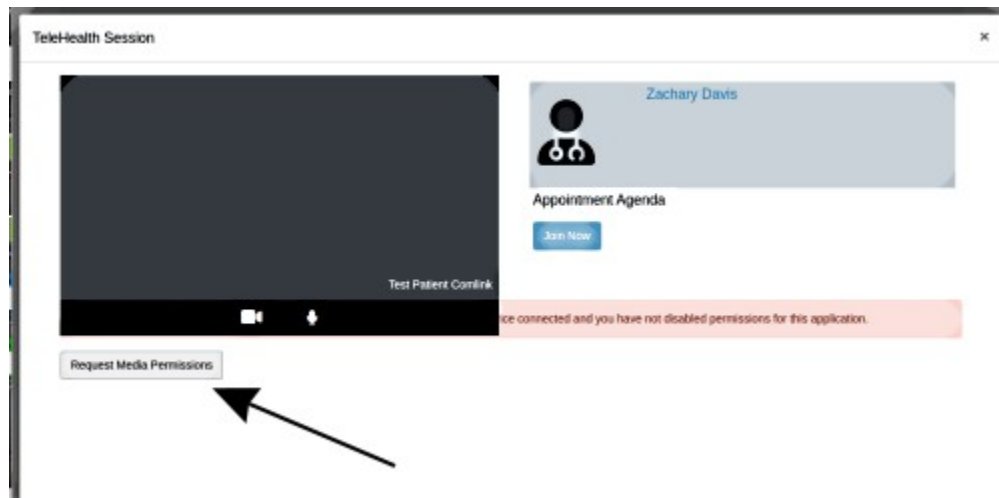 TeleHealth Session
×
Zachary Davis
Appointment Agenda
Join Now
Test Patient Comlink
connected and you have not disabled permissions for this application.
Request Media Permissions